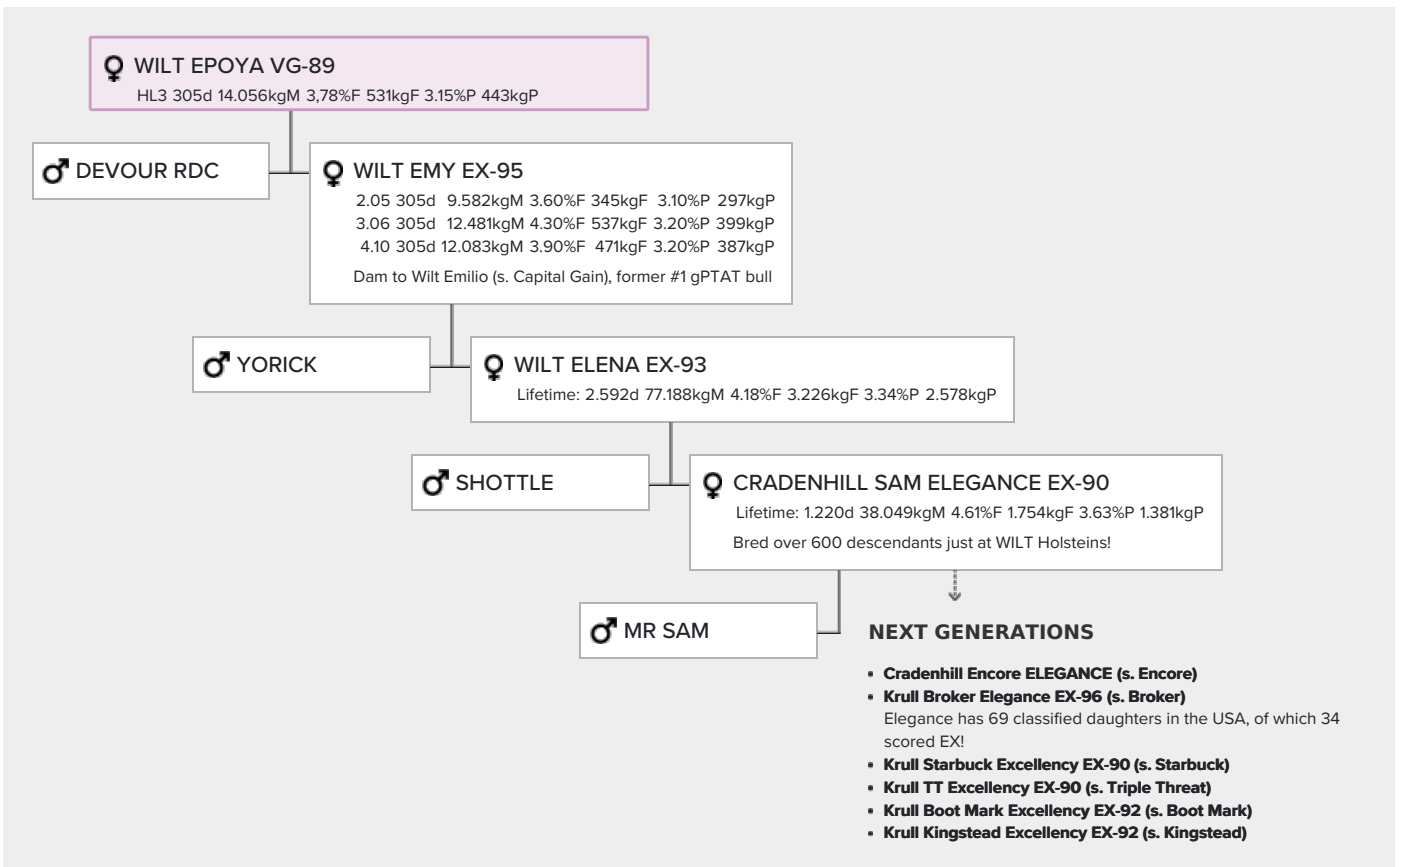 WILT EPOYA VG-89
HL3 305d 14.056kgM 3,78%F 531kgF 3.15%P 443kgP
DEVOUR RDC
WILT EMY EX-95
2.05 305d 9.582kgM 3.60%F 345kgF 3.10%P 297kgP
3.06 305d 12.481kgM 4.30%F 537kgF 3.20%P 399kgP
4.10 305d 12.083kgM 3.90%F 471kgF 3.20%P 387kgP
Dam to Wilt Emilio (s. Capital Gain), former #1 gPTAT bull
YORICK
WILT ELENA EX-93
Lifetime: 2.592d 77.188kgM 4.18%F 3.226kgF 3.34%P 2.578kgP
SHOTTLE
CRADENHILL SAM ELEGANCE EX-90
Lifetime: 1.220d 38.049kgM 4.61%F 1.754kgF 3.63%P 1.381kgP
Bred over 600 descendants just at WILT Holsteins!
MR SAM
NEXT GENERATIONS
• Cradenhill Encore ELEGANCE (s. Encore)
• Krull Broker Elegance EX-96 (s. Broker)
Elegance has 69 classified daughters in the USA, of which 34
scored EX!
• Krull Starbuck Excellency EX-90 (s. Starbuck)
• Krull TT Excellency EX-90 (s. Triple Threat)
• Krull Boot Mark Excellency EX-92 (s. Boot Mark)
• Krull Kingstead Excellency EX-92 (s. Kingstead)